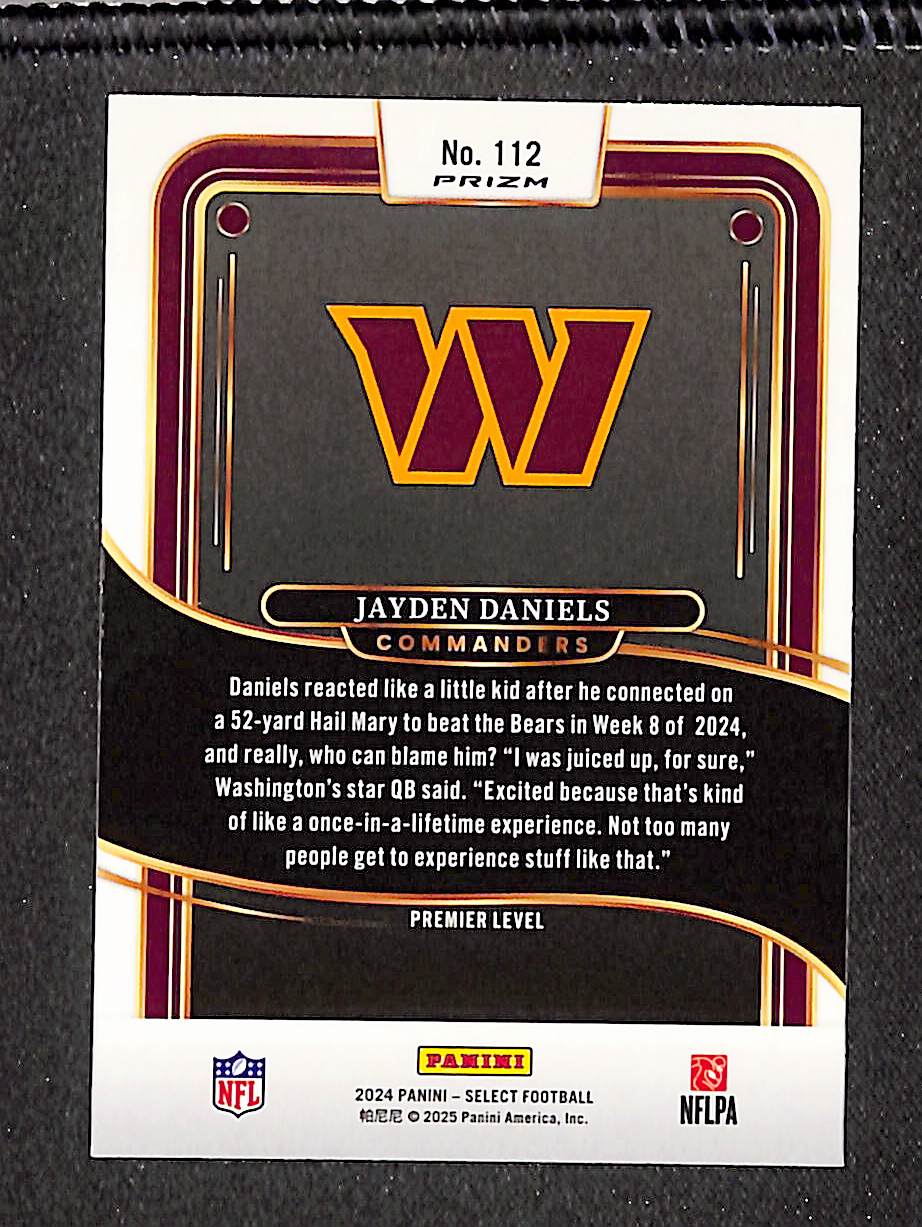 No. 112
PRIZM
W
JAYDEN DANIELS
COMMANDERS
Daniels reacted like a little kid after he connected on
a 52-yard Hail Mary to beat the Bears in Week 8 of 2024,
and really, who can blame him? “I was juiced up, for sure,”
Washington’s star QB said. “Excited because that’s kind
of like a once-in-a-lifetime experience. Not too many
people get to experience stuff like that.”
PREMIER LEVEL
NFL
PANINI
2024 PANINI – SELECT FOOTBALL
帕尼尼 © 2025 Panini America, Inc.
NFLPA